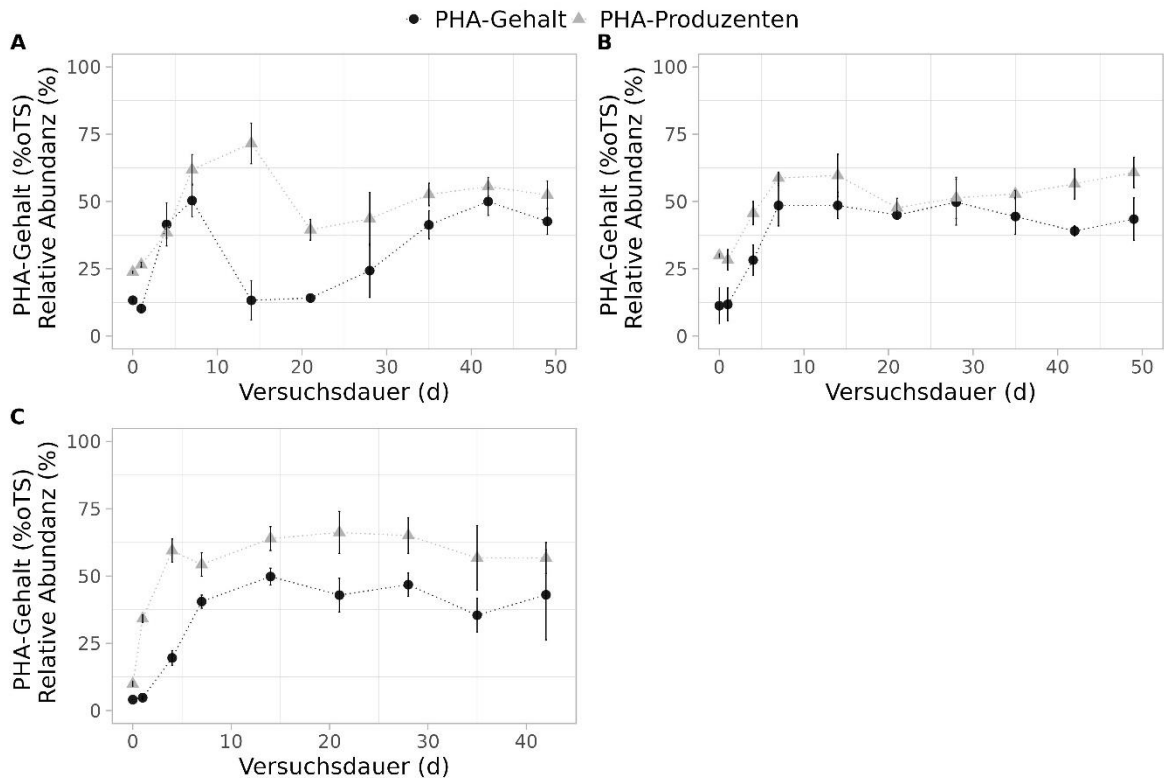 PHA-Gehalt PHA-Produzenten
A
PHA-Gehalt (%oTS)
Relative Abundanz (%)
100
75
50
25
0
0 10 20 30 40 50
Versuchsdauer (d)
B
PHA-Gehalt (%oTS)
Relative Abundanz (%)
100
75
50
25
0
0 10 20 30 40 50
Versuchsdauer (d)
C
PHA-Gehalt (%oTS)
Relative Abundanz (%)
100
75
50
25
0
0 10 20 30 40
Versuchsdauer (d)